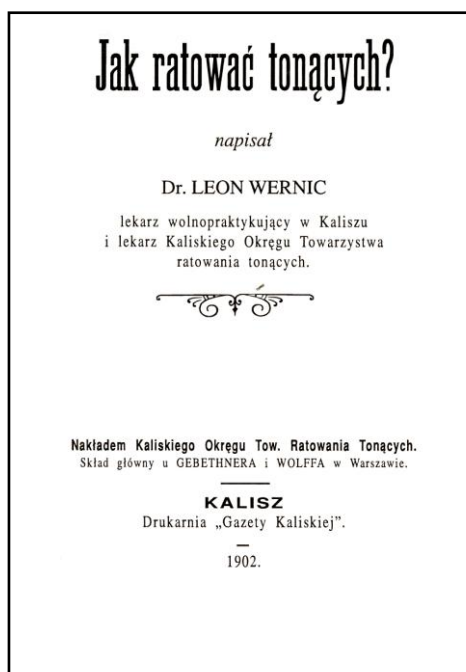 Jak ratować tonących?
napisał
Dr. LEON WERNIC
lekarz wolnopraktykujący w Kaliszu
i lekarz Kaliskiego Okręgu Towarzystwa
ratowania tonących.
Nakładem Kaliskiego Okręgu Tow. Ratowania Tonących.
Skład główny u GEBETHNERA i WOLFFA w Warszawie.
KALISZ
Drukarnia „Gazety Kaliskiej”.
1902.